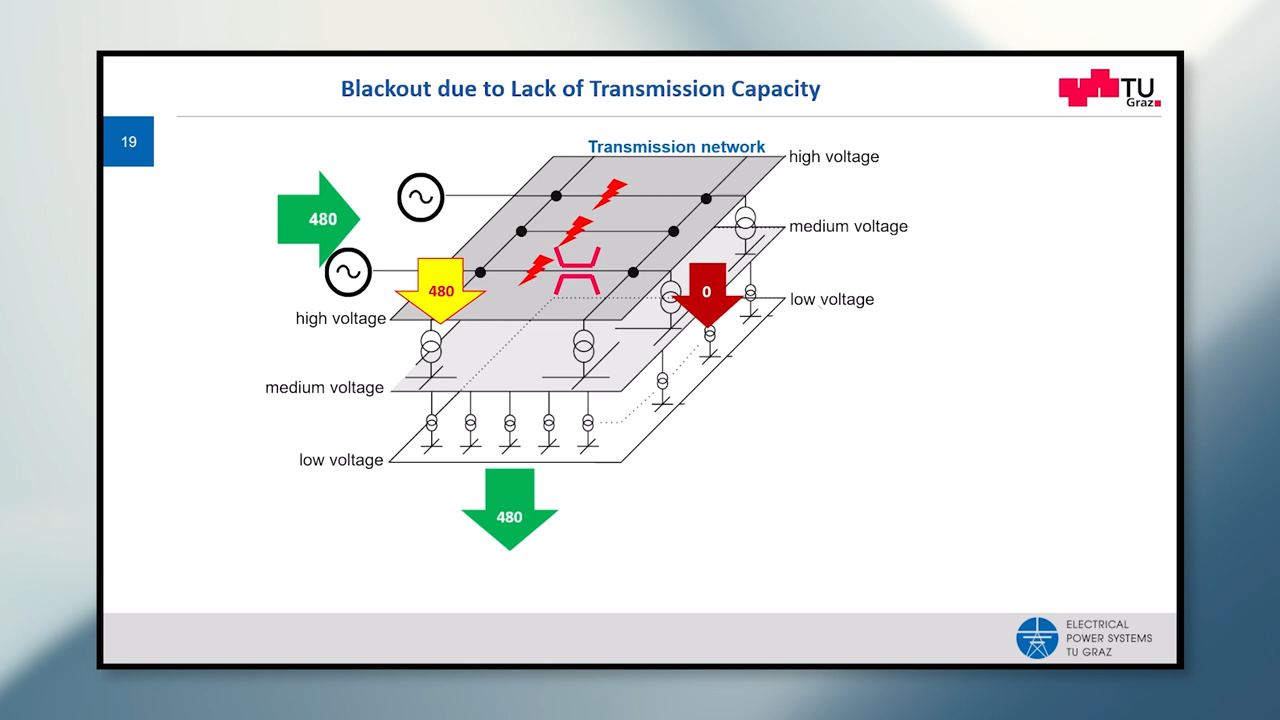 Blackout due to Lack of Transmission Capacity
TU
Graz
19
Transmission network
high voltage
medium voltage
low voltage
480
480
0
high voltage
medium voltage
low voltage
480
ELECTRICAL
POWER SYSTEMS
TU GRAZ